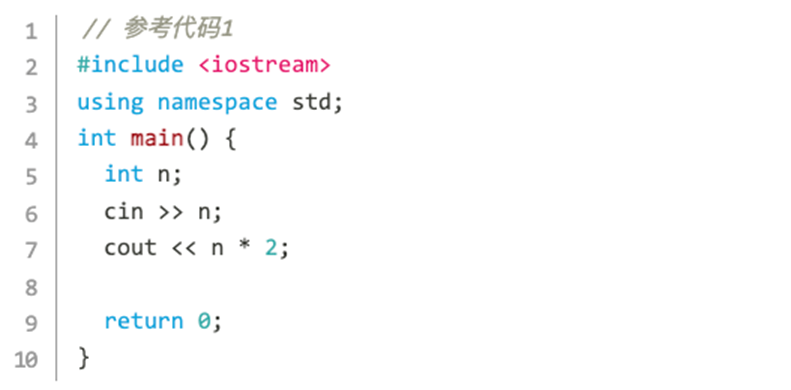 1 // 参考代码1
2 #include <iostream>
3 using namespace std;
4 int main() {
5   int n;
6   cin >> n;
7   cout << n * 2;
8
9   return 0;
10 }